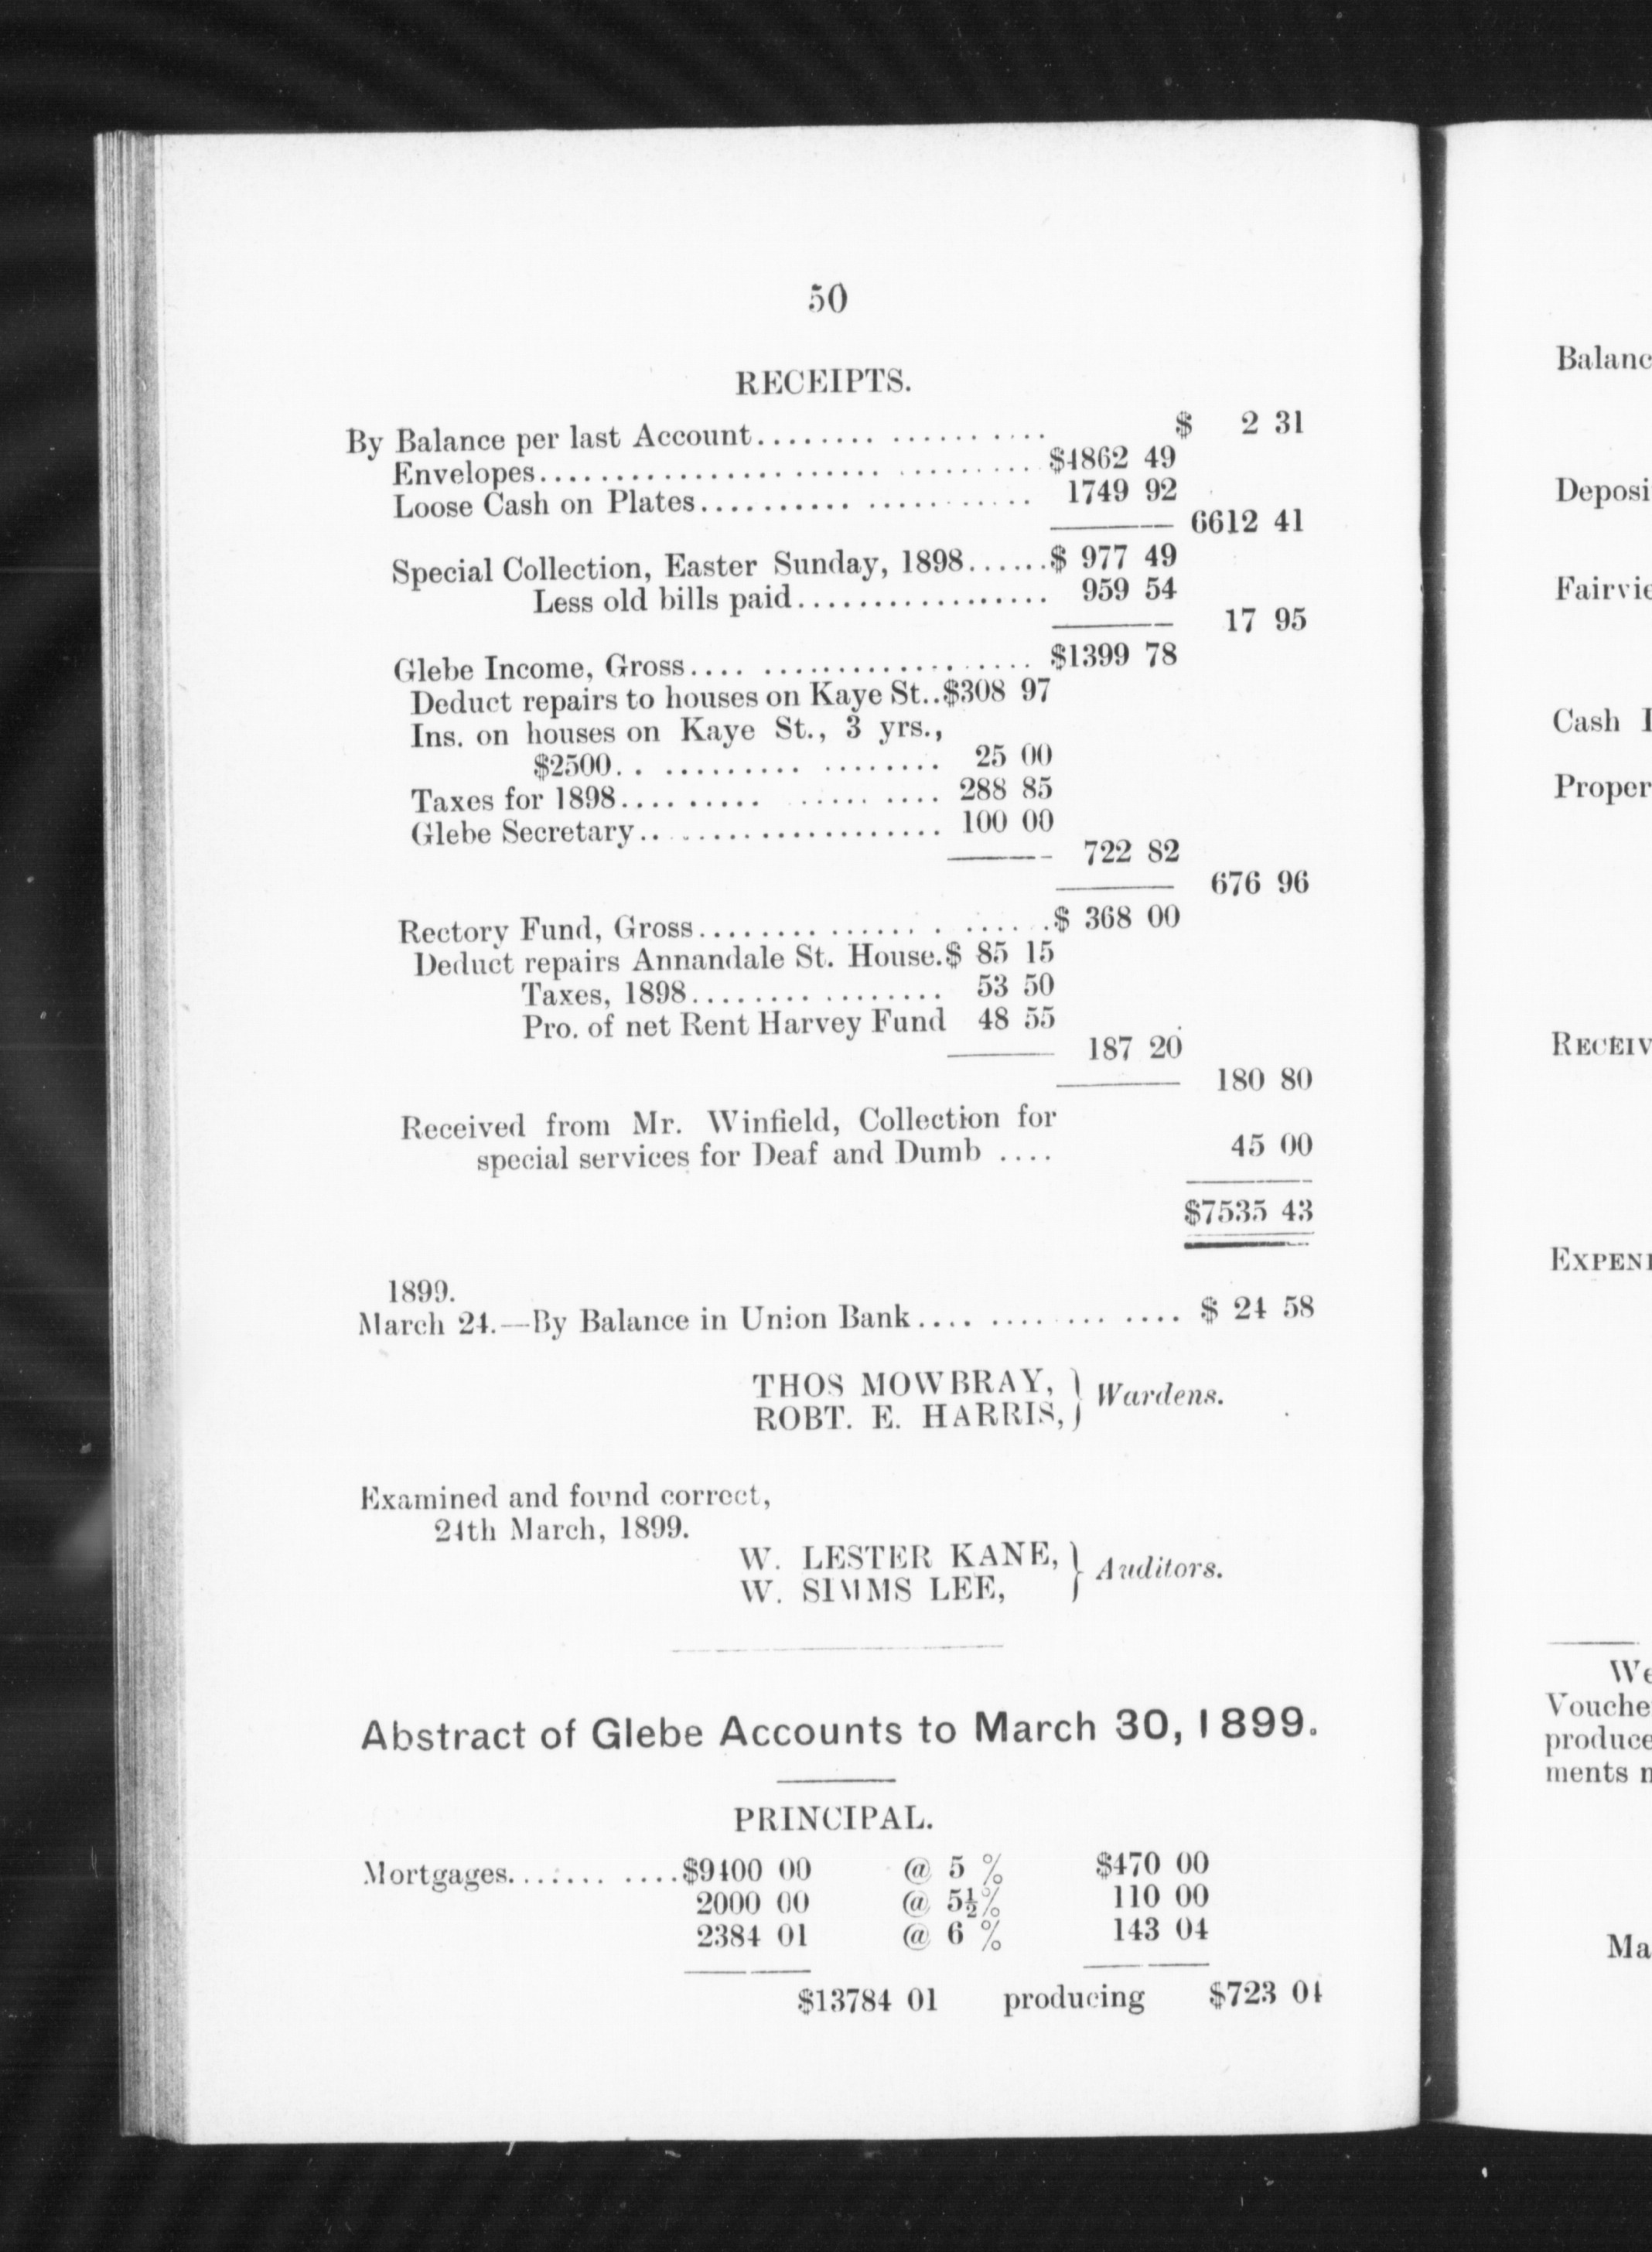 50
RECEIPTS.
By Balance per last Account........ ......... .... $ 2 31
Envelopes...................... .......... $4862 49
Loose Cash on Plates.......... ........... 1749 92
6612 41
Special Collection, Easter Sunday, 1898......$ 977 49
Less old bills paid................. 959 54
17 95
Glebe Income, Gross.... .................. $1399 78
Deduct repairs to houses on Kaye St..$308 97
Ins. on houses on Kaye St., 3 yrs.,
$2500.. ......... ........ 25 00
Taxes for 1898......... ...... .... 288 85
Glebe Secretary.................... 100 00
722 82
676 96
Rectory Fund, Gross.............. . .......$ 368 00
Deduct repairs Annandale St. House.$ 85 15
Taxes, 1898........ ........ 53 50
Pro. of net Rent Harvey Fund 48 55
187 20
180 80
Received from Mr. Winfield, Collection for
special services for Deaf and Dumb .... 45 00
$7535 43
1899.
March 24.—By Balance in Union Bank.... ........ .... $ 24 58
THOS MOWBRAY, } Wardens.
ROBT. E. HARRIS,
Examined and found correct,
24th March, 1899.
W. LESTER KANE, } Auditors.
W. SIMMS LEE,
Abstract of Glebe Accounts to March 30, 1899.
PRINCIPAL.
Mortgages....... ....$9400 00 @ 5 % $470 00
2000 00 @ 5½% 110 00
2384 01 @ 6 % 143 04
$13784 01 producing $723 04
Balanc
Deposi
Fairvie
Cash I
Proper
RECEIV
EXPEN
We
Vouche
produce
ments
Ma